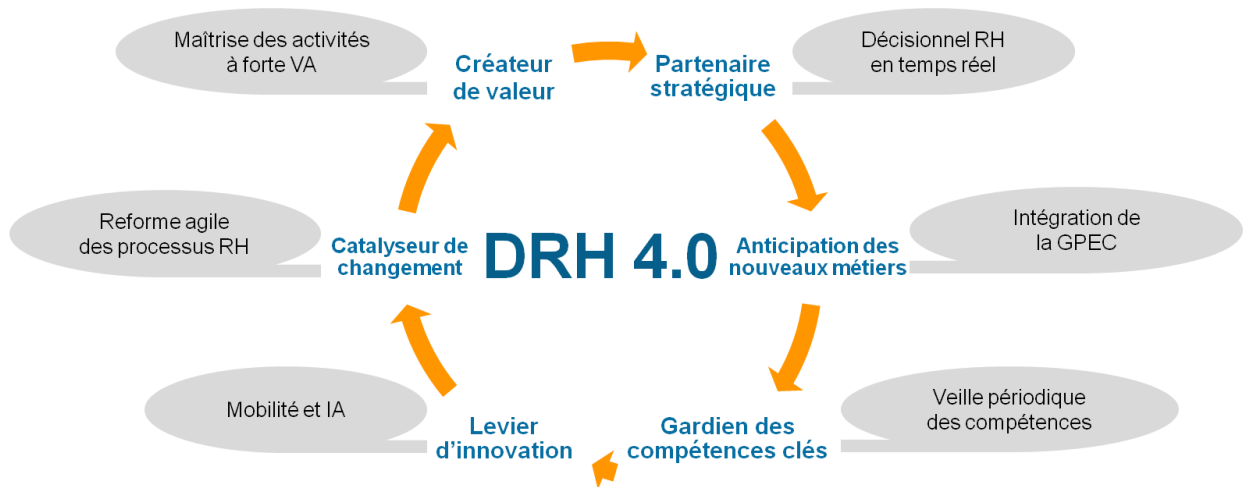 Maîtrise des activités
à forte VA
Créateur
de valeur
Partenaire
stratégique
Décisionnel RH
en temps réel
Reforme agile
des processus RH
Catalyseur de
changement
DRH 4.0
Anticipation des
nouveaux métiers
Intégration de
la GPEC
Mobilité et IA
Levier
d'innovation
Gardien des
compétences clés
Veille périodique
des compétences